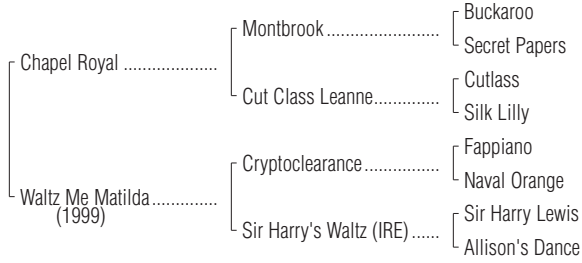 Buckaroo
Montbrook
Secret Papers
Chapel Royal
Cutlass
Cut Class Leanne
Silk Lilly
Fappiano
Cryptoclearance
Naval Orange
Waltz Me Matilda
(1999)
Sir Harry Lewis
Sir Harry's Waltz (IRE)
Allison's Dance